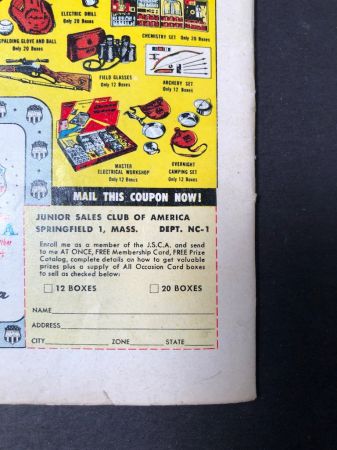 ELECTRIC DRILL
Only 20 Boxes
SPALDING GLOVE AND BALL
Only 20 Boxes
CHEMISTRY SET
Only 20 Boxes
FIELD GLASSES
Only 12 Boxes
ARCHERY SET
Only 12 Boxes
MASTER
ELECTRICAL WORKSHOP
Only 12 Boxes
OVERNIGHT
CAMPING SET
Only 12 Boxes
MAIL THIS COUPON NOW!
JUNIOR SALES CLUB OF AMERICA
SPRINGFIELD 1, MASS. DEPT. NC-1
Enroll me as a member of the J.S.C.A. and send
to me AT ONCE, FREE Membership Card, FREE Prize
Catalog, complete details on how to get valuable
prizes plus a supply of All Occasion Card boxes
to sell as checked below:
12 BOXES 20 BOXES
NAME
ADDRESS
CITY ZONE STATE